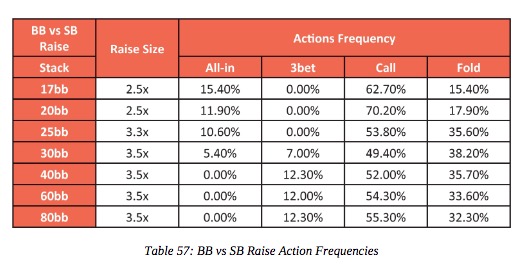 BB vs SB Raise | Raise Size | Actions Frequency
Stack | All-in | 3bet | Call | Fold
17bb | 2.5x | 15.40% | 0.00% | 62.70% | 15.40%
20bb | 2.5x | 11.90% | 0.00% | 70.20% | 17.90%
25bb | 3.3x | 10.60% | 0.00% | 53.80% | 35.60%
30bb | 3.5x | 5.40% | 7.00% | 49.40% | 38.20%
40bb | 3.5x | 0.00% | 12.30% | 52.00% | 35.70%
60bb | 3.5x | 0.00% | 12.00% | 54.30% | 33.60%
80bb | 3.5x | 0.00% | 12.30% | 55.30% | 32.30%
Table 57: BB vs SB Raise Action Frequencies